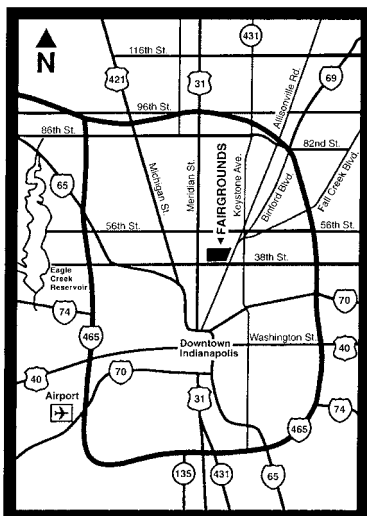 431
116th St.
N
421
31
69
Allisonville Rd.
96th St.
86th St.
82nd St.
65
Michigan St.
Meridian St.
FAIRGROUNDS
Keystone Ave.
Binford Blvd.
Fall Creek Blvd.
56th St.
56th St.
38th St.
Eagle
Creek
Reservoir
74
70
465
Downtown
Indianapolis
Washington St.
40
40
70
Airport
31
74
465
135
431
65